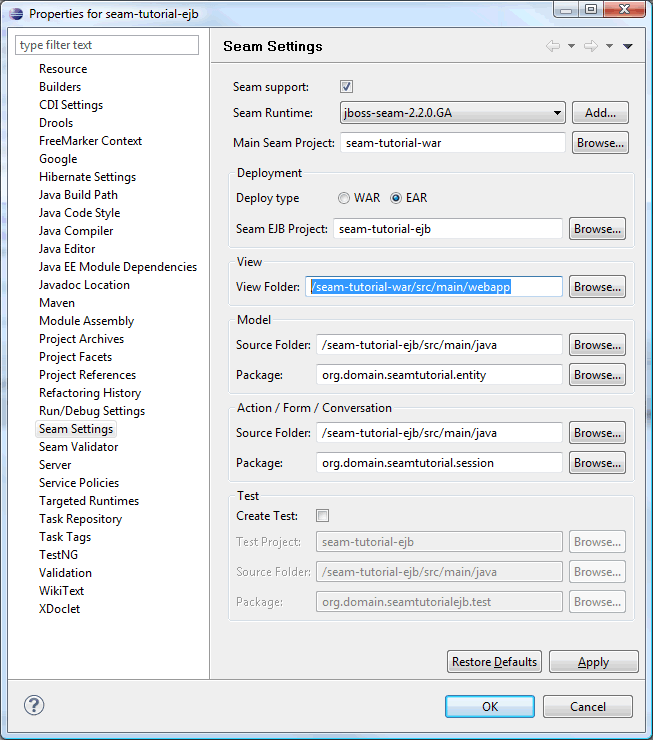 Properties for seam-tutorial-ejb
type filter text
Resource
Builders
CDI Settings
Drools
FreeMarker Context
Google
Hibernate Settings
Java Build Path
Java Code Style
Java Compiler
Java Editor
Java EE Module Dependencies
Javadoc Location
Maven
Module Assembly
Project Archives
Project Facets
Project References
Refactoring History
Run/Debug Settings
Seam Settings
Seam Validator
Server
Service Policies
Targeted Runtimes
Task Repository
Task Tags
TestNG
Validation
WikiText
XDoclet
Seam Settings
Seam support:
Seam Runtime: jboss-seam-2.2.0.GA Add...
Main Seam Project: seam-tutorial-war Browse...
Deployment
Deploy type WAR EAR
Seam EJB Project: seam-tutorial-ejb Browse...
View
View Folder: /seam-tutorial-war/src/main/webapp Browse...
Model
Source Folder: /seam-tutorial-ejb/src/main/java Browse...
Package: org.domain.seamtutorial.entity Browse...
Action / Form / Conversation
Source Folder: /seam-tutorial-ejb/src/main/java Browse...
Package: org.domain.seamtutorial.session Browse...
Test
Create Test:
Test Project: seam-tutorial-ejb Browse...
Source Folder: /seam-tutorial-ejb/src/main/java Browse...
Package: org.domain.seamtutorialejb.test Browse...
Restore Defaults Apply
? OK Cancel